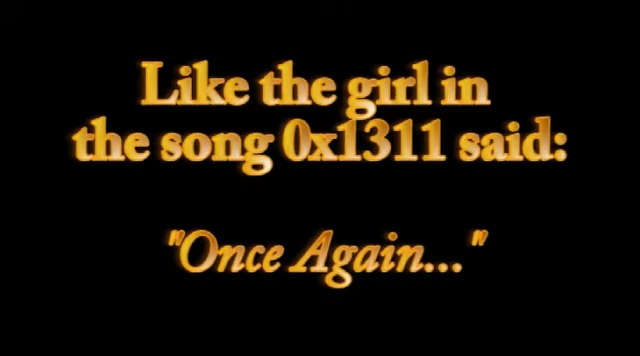 Like the girl in
the song 0x1311 said:
"Once Again..."